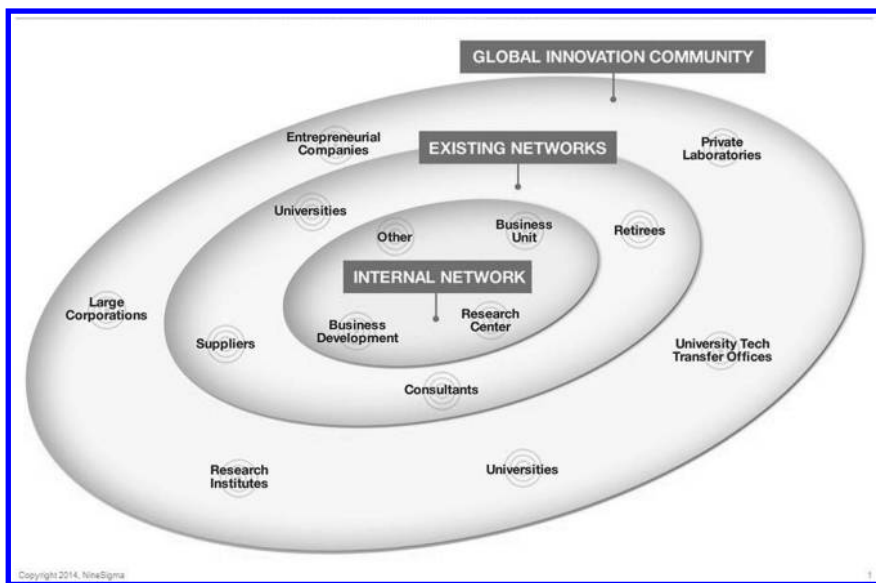 GLOBAL INNOVATION COMMUNITY
Entrepreneurial
Companies
EXISTING NETWORKS
Private
Laboratories
Universities
Other
Business
Unit
Retirees
INTERNAL NETWORK
Large
Corporations
Suppliers
Business
Development
Research
Center
University Tech
Transfer Offices
Consultants
Research
Institutes
Universities
Copyright 2014, NineSigma
1